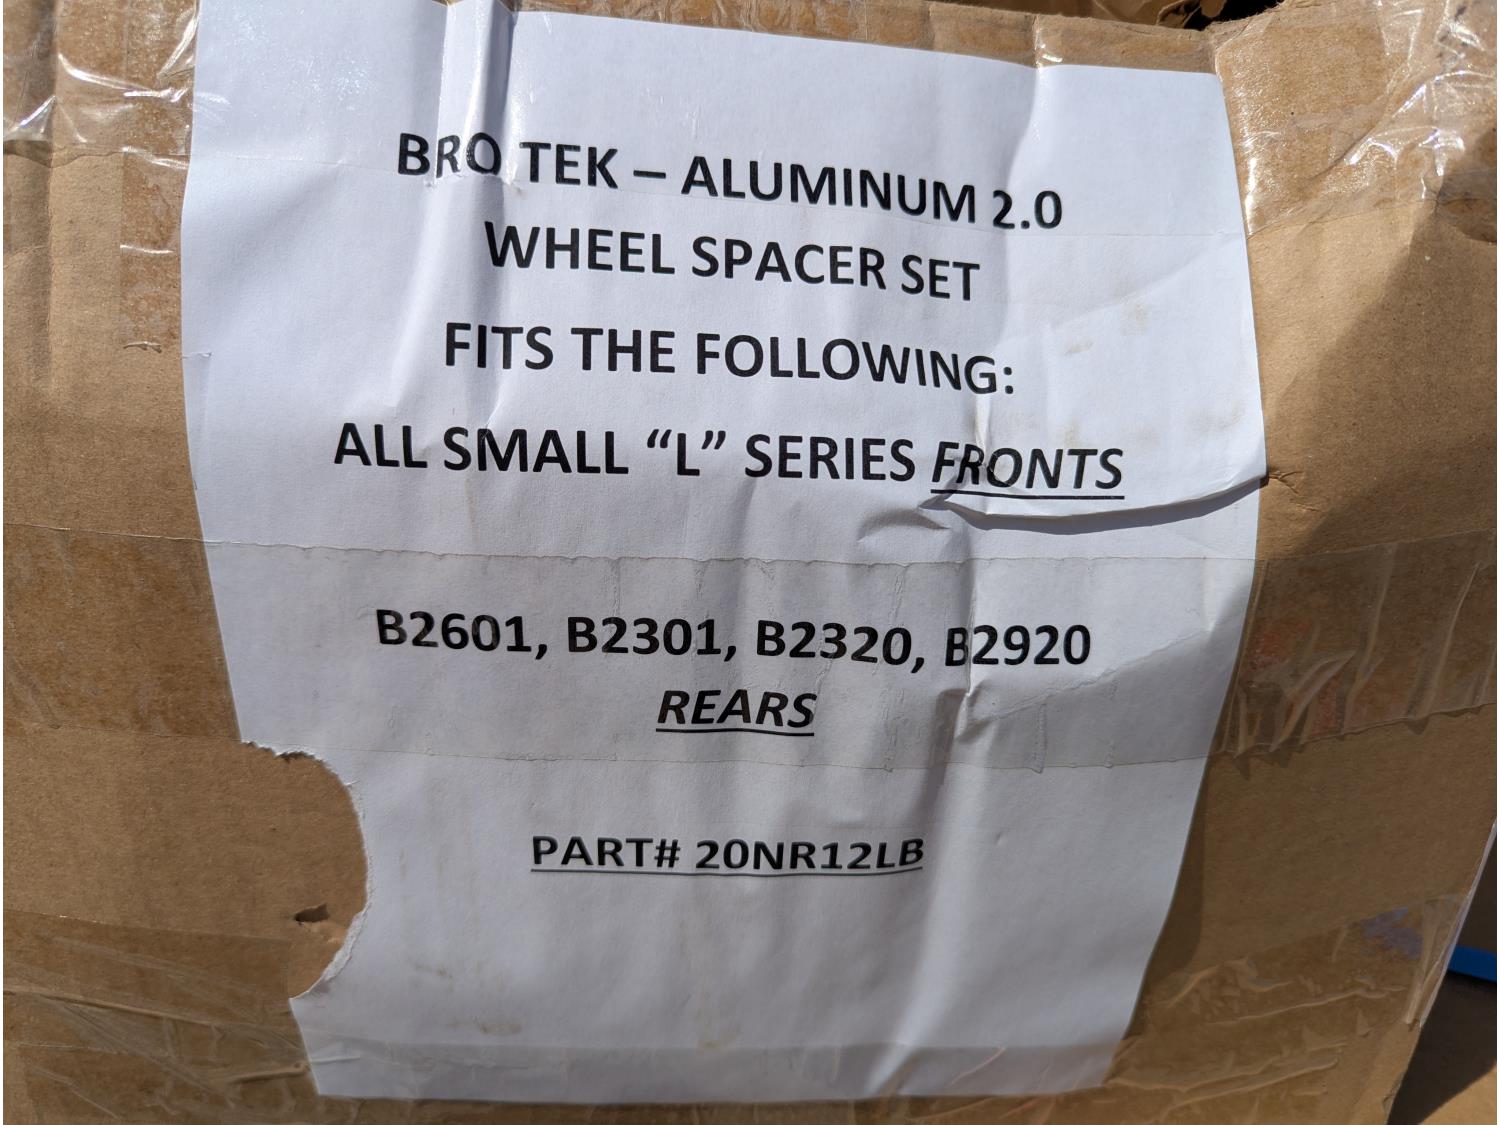 BRO TEK – ALUMINUM 2.0
WHEEL SPACER SET
FITS THE FOLLOWING:
ALL SMALL “L” SERIES FRONTS
B2601, B2301, B2320, B2920
REARS
PART# 20NR12LB